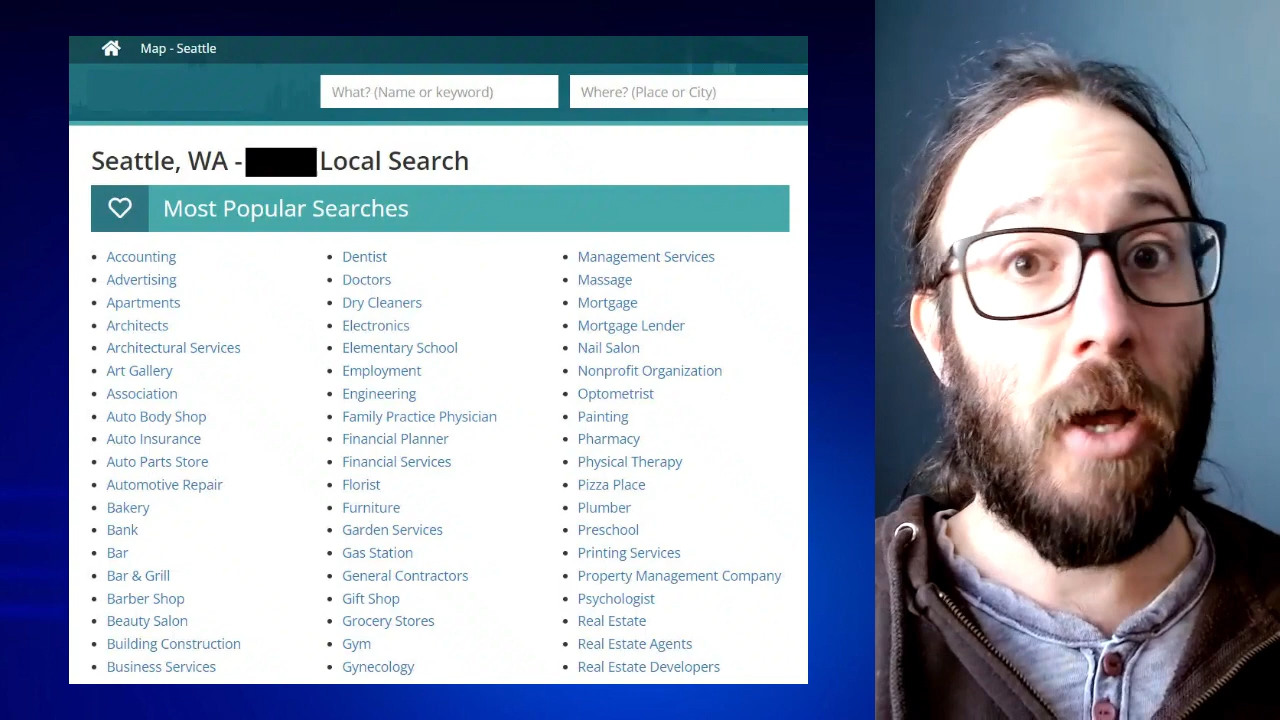 Map - Seattle
What? (Name or keyword)
Where? (Place or City)
Seattle, WA - Local Search
Most Popular Searches
Accounting
Advertising
Apartments
Architects
Architectural Services
Art Gallery
Association
Auto Body Shop
Auto Insurance
Auto Parts Store
Automotive Repair
Bakery
Bank
Bar
Bar & Grill
Barber Shop
Beauty Salon
Building Construction
Business Services
Dentist
Doctors
Dry Cleaners
Electronics
Elementary School
Employment
Engineering
Family Practice Physician
Financial Planner
Financial Services
Florist
Furniture
Garden Services
Gas Station
General Contractors
Gift Shop
Grocery Stores
Gym
Gynecology
Management Services
Massage
Mortgage
Mortgage Lender
Nail Salon
Nonprofit Organization
Optometrist
Painting
Pharmacy
Physical Therapy
Pizza Place
Plumber
Preschool
Printing Services
Property Management Company
Psychologist
Real Estate
Real Estate Agents
Real Estate Developers